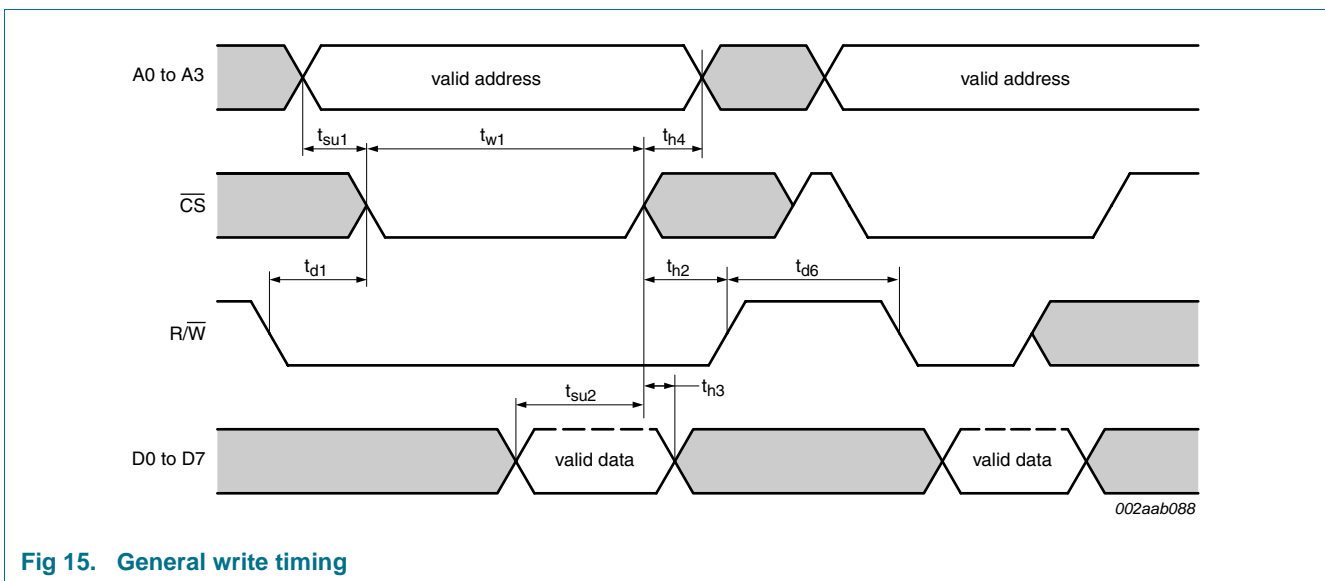 A0 to A3
valid address
valid address
tsu1
tw1
th4
CS
td1
th2
td6
R/W
tsu2
th3
D0 to D7
valid data
valid data
002aab088
Fig 15. General write timing